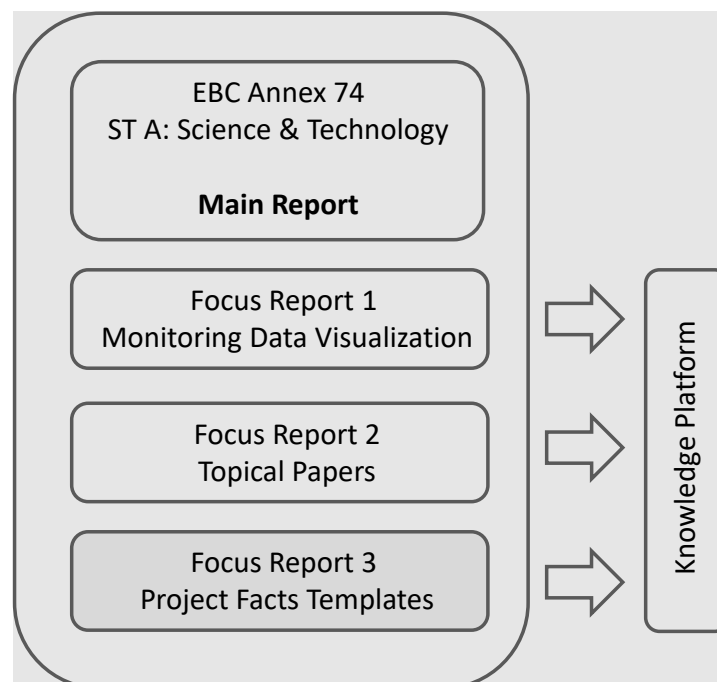 EBC Annex 74
ST A: Science & Technology
Main Report
Focus Report 1
Monitoring Data Visualization
Focus Report 2
Topical Papers
Focus Report 3
Project Facts Templates
Knowledge Platform